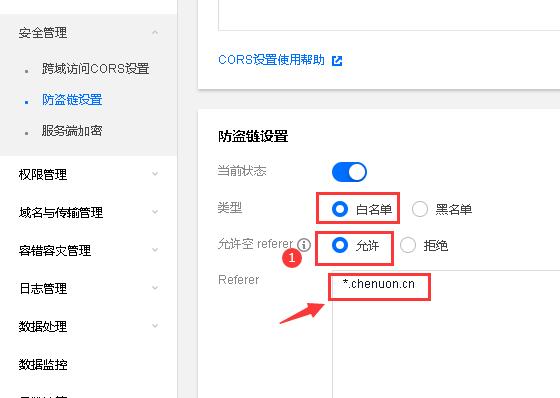 安全管理
跨域访问CORS设置
防盗链设置
服务端加密
权限管理
域名与传输管理
容错容灾管理
日志管理
数据处理
数据监控
CORS设置使用帮助
防盗链设置
当前状态
类型 白名单 黑名单
允许空 referer 允许 拒绝
1
Referer *.chenuon.cn